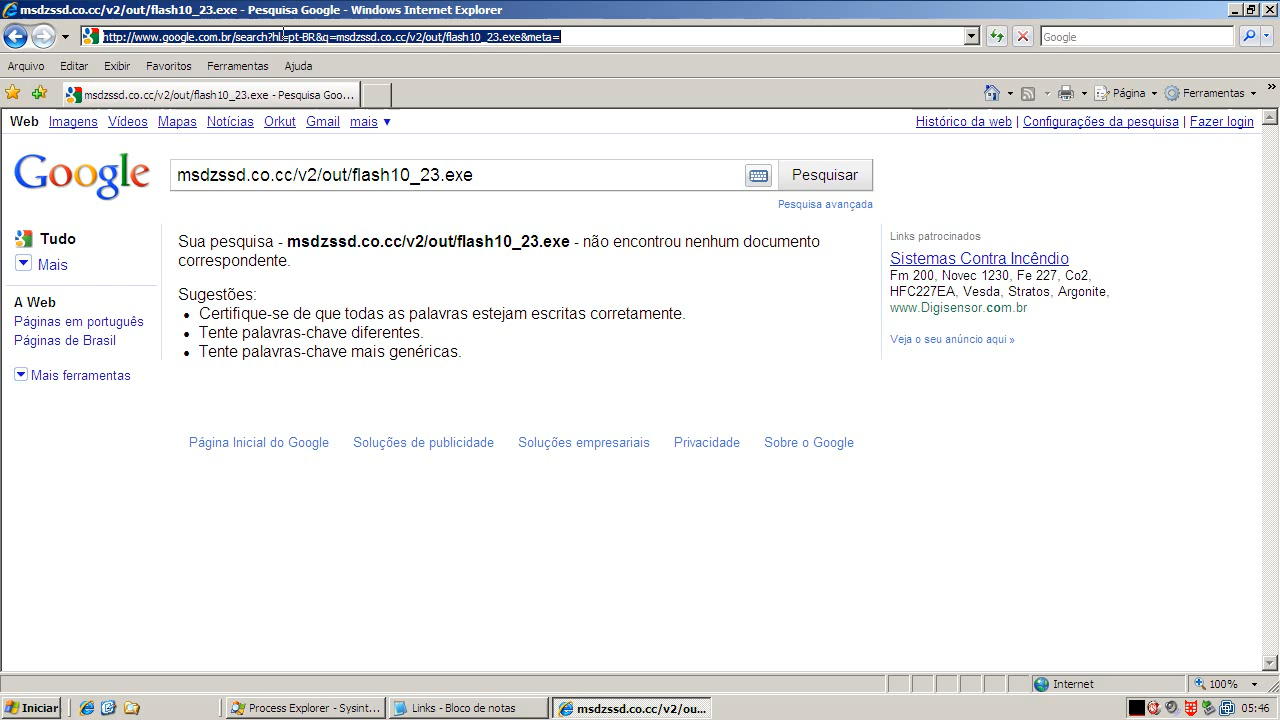 msdzssd.co.cc/v2/out/flash10_23.exe - Pesquisa Google - Windows Internet Explorer
http://www.google.com.br/search?hl=pt-BR&q=msdzssd.co.cc/v2/out/flash10_23.exe&meta=
Google
Arquivo Editar Exibir Favoritos Ferramentas Ajuda
msdzssd.co.cc/v2/out/flash10_23.exe - Pesquisa Goo...
Página Ferramentas »
Web Imagens Vídeos Mapas Notícias Orkut Gmail mais ▼
Histórico da web | Configurações da pesquisa | Fazer login
Google
msdzssd.co.cc/v2/out/flash10_23.exe
Pesquisar
Pesquisa avançada
Tudo
Mais
A Web
Páginas em português
Páginas de Brasil
Mais ferramentas
Sua pesquisa - msdzssd.co.cc/v2/out/flash10_23.exe - não encontrou nenhum documento
correspondente.
Sugestões:
• Certifique-se de que todas as palavras estejam escritas corretamente.
• Tente palavras-chave diferentes.
• Tente palavras-chave mais genéricas.
Links patrocinados
Sistemas Contra Incêndio
Fm 200, Novec 1230, Fe 227, Co2,
HFC227EA, Vesda, Stratos, Argonite,
www.Digisensor.com.br
Veja o seu anúncio aqui »
Página Inicial do Google Soluções de publicidade Soluções empresariais Privacidade Sobre o Google
Internet
100%
Iniciar
Process Explorer - Sysint...
Links - Bloco de notas
msdzssd.co.cc/v2/ou...
05:46